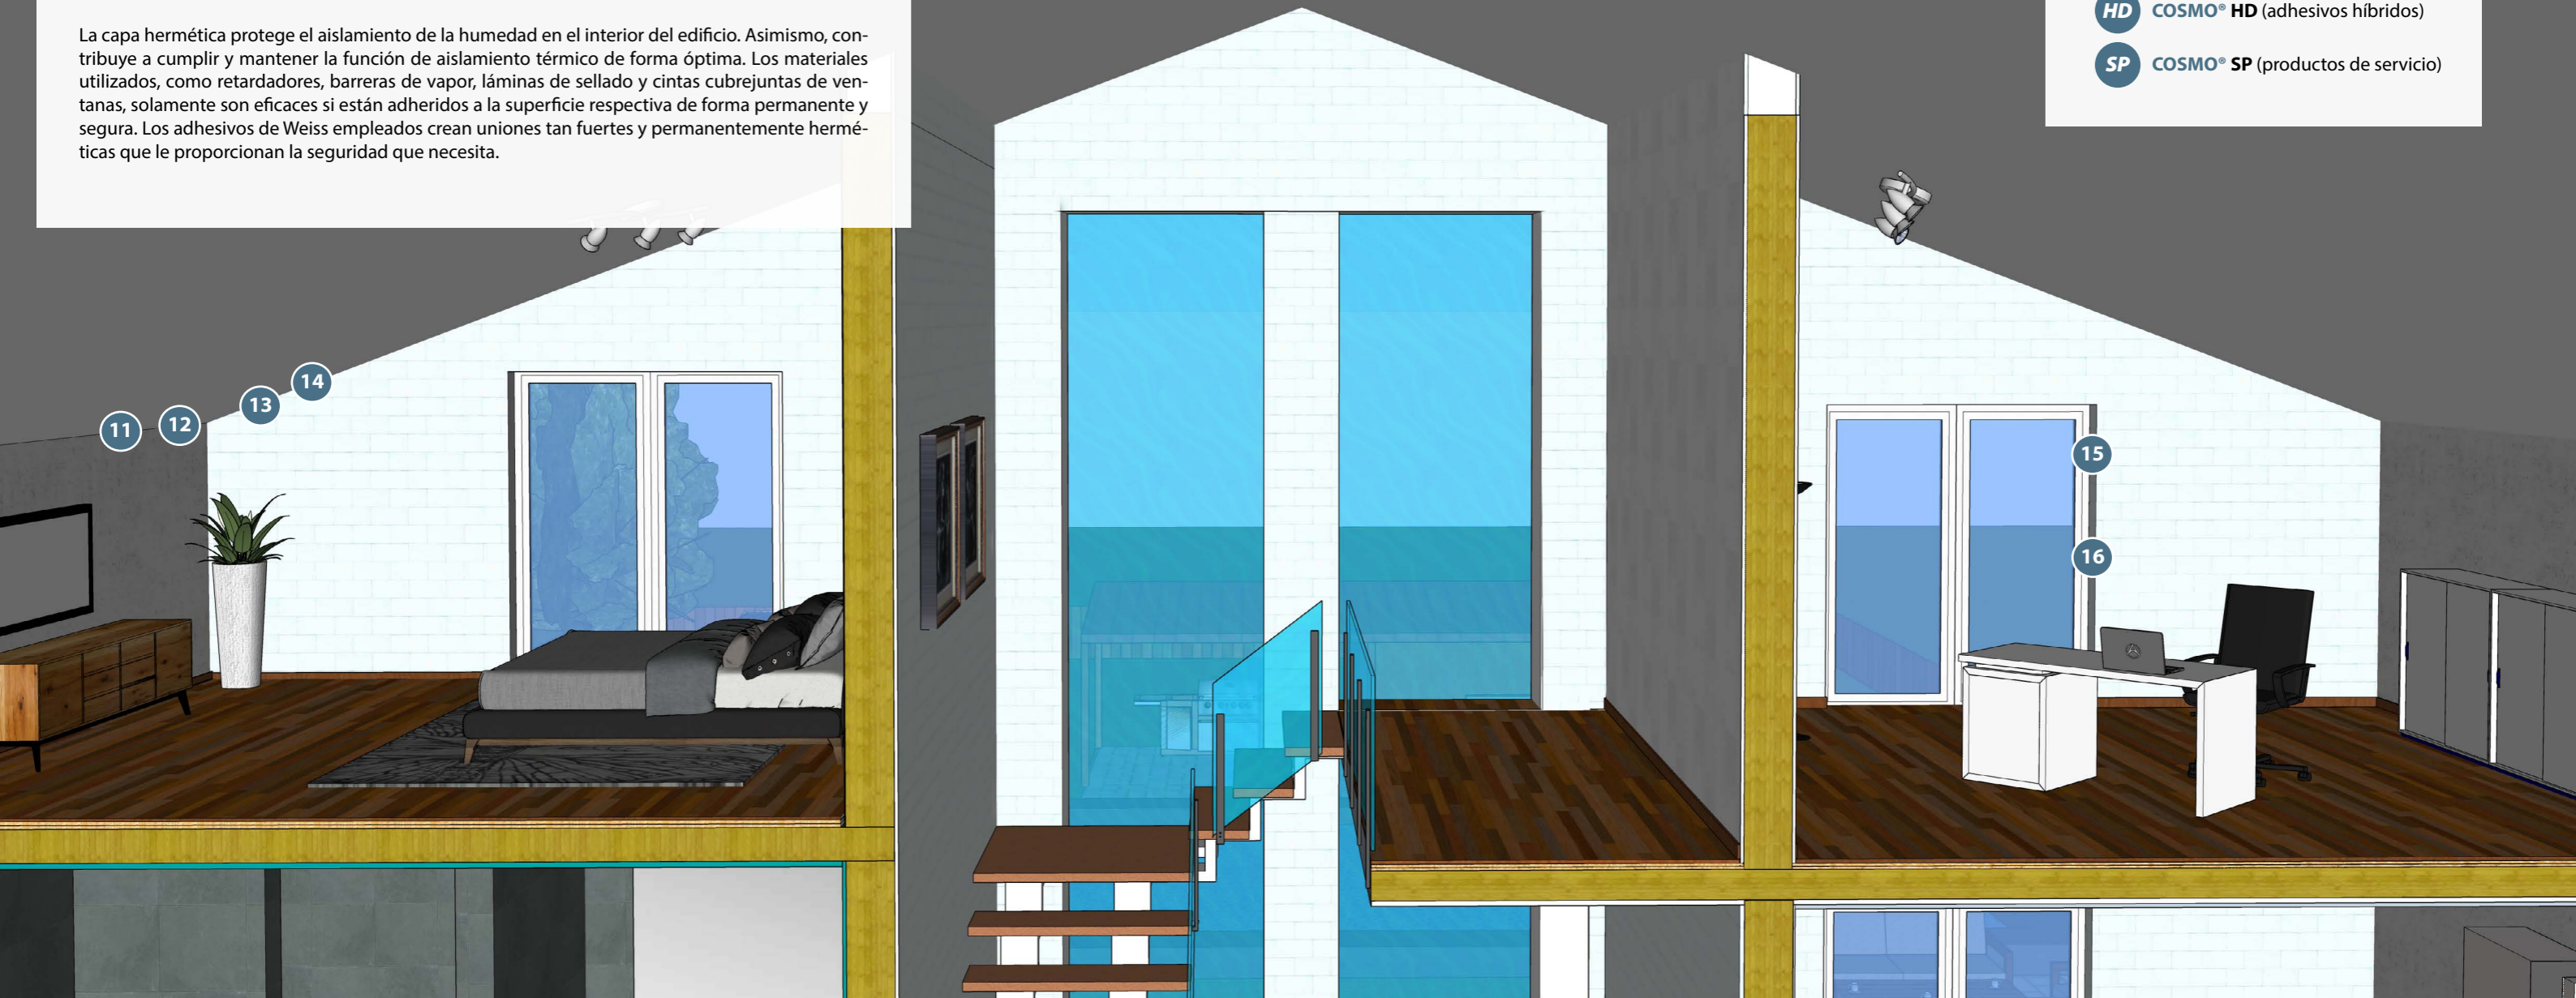 La capa hermética protege el aislamiento de la humedad en el interior del edificio. Asimismo, con-
tribuye a cumplir y mantener la función de aislamiento térmico de forma óptima. Los materiales
utilizados, como retardadores, barreras de vapor, láminas de sellado y cintas cubrejuntas de ven-
tanas, solamente son eficaces si están adheridos a la superficie respectiva de forma permanente y
segura. Los adhesivos de Weiss empleados crean uniones tan fuertes y permanentemente hermé-
ticas que le proporcionan la seguridad que necesita.
HD COSMO® HD (adhesivos híbridos)
SP COSMO® SP (productos de servicio)
14
13
12
11
15
16